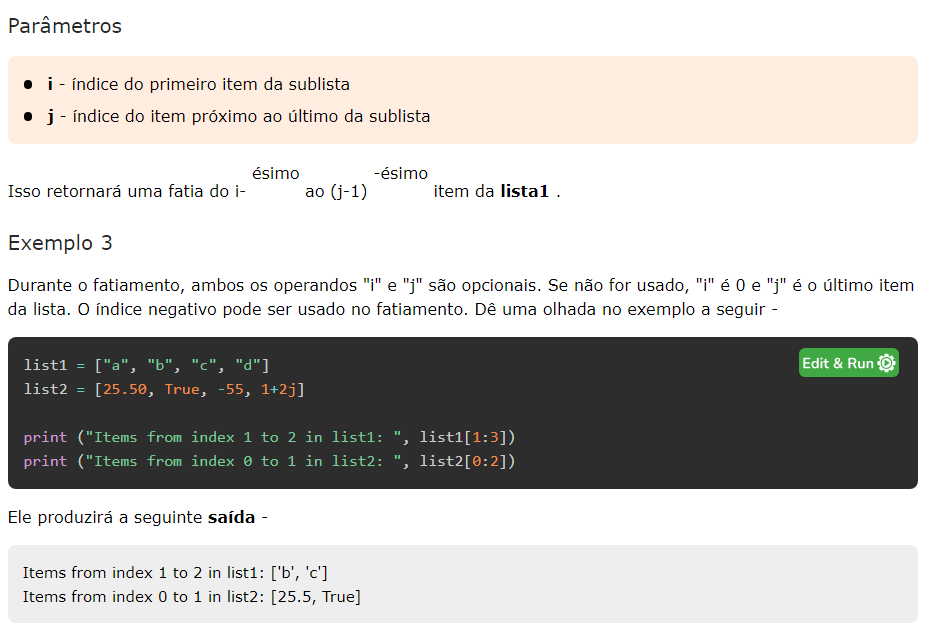 Parâmetros
i - índice do primeiro item da sublista
j - índice do item próximo ao último da sublista
Isso retornará uma fatia do i- ésimo ao (j-1) -ésimo item da lista1 .
Exemplo 3
Durante o fatiamento, ambos os operandos "i" e "j" são opcionais. Se não for usado, "i" é 0 e "j" é o último item
da lista. O índice negativo pode ser usado no fatiamento. Dê uma olhada no exemplo a seguir -
Edit & Run
list1 = ["a", "b", "c", "d"]
list2 = [25.50, True, -55, 1+2j]
print ("Items from index 1 to 2 in list1: ", list1[1:3])
print ("Items from index 0 to 1 in list2: ", list2[0:2])
Ele produzirá a seguinte saída -
Items from index 1 to 2 in list1: ['b', 'c']
Items from index 0 to 1 in list2: [25.5, True]